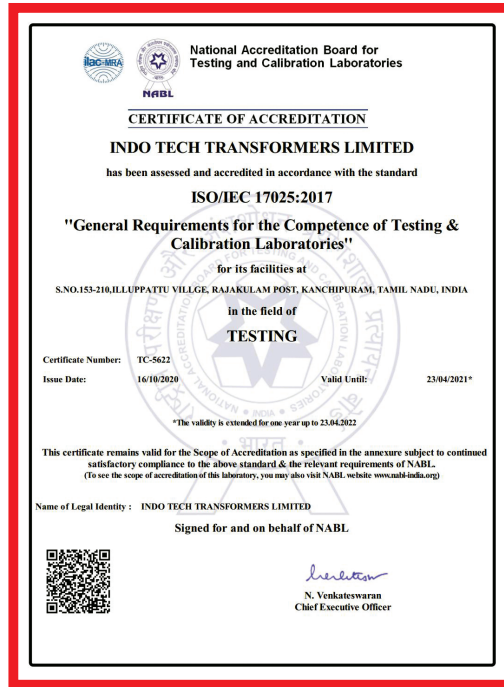 ilac-MRA
NABL
National Accreditation Board for
Testing and Calibration Laboratories
CERTIFICATE OF ACCREDITATION
INDO TECH TRANSFORMERS LIMITED
has been assessed and accredited in accordance with the standard
ISO/IEC 17025:2017
"General Requirements for the Competence of Testing &
Calibration Laboratories"
for its facilities at
S.NO.153-210,ILLUPPATTU VILLGE, RAJAKULAM POST, KANCHIPURAM, TAMIL NADU, INDIA
in the field of
TESTING
Certificate Number: TC-5622
Issue Date: 16/10/2020 Valid Until: 23/04/2021*
*The validity is extended for one year up to 23.04.2022
This certificate remains valid for the Scope of Accreditation as specified in the annexure subject to continued
satisfactory compliance to the above standard & the relevant requirements of NABL.
(To see the scope of accreditation of this laboratory, you may also visit NABL website www.nabl-india.org)
Name of Legal Identity : INDO TECH TRANSFORMERS LIMITED
Signed for and on behalf of NABL
N. Venkateswaran
Chief Executive Officer